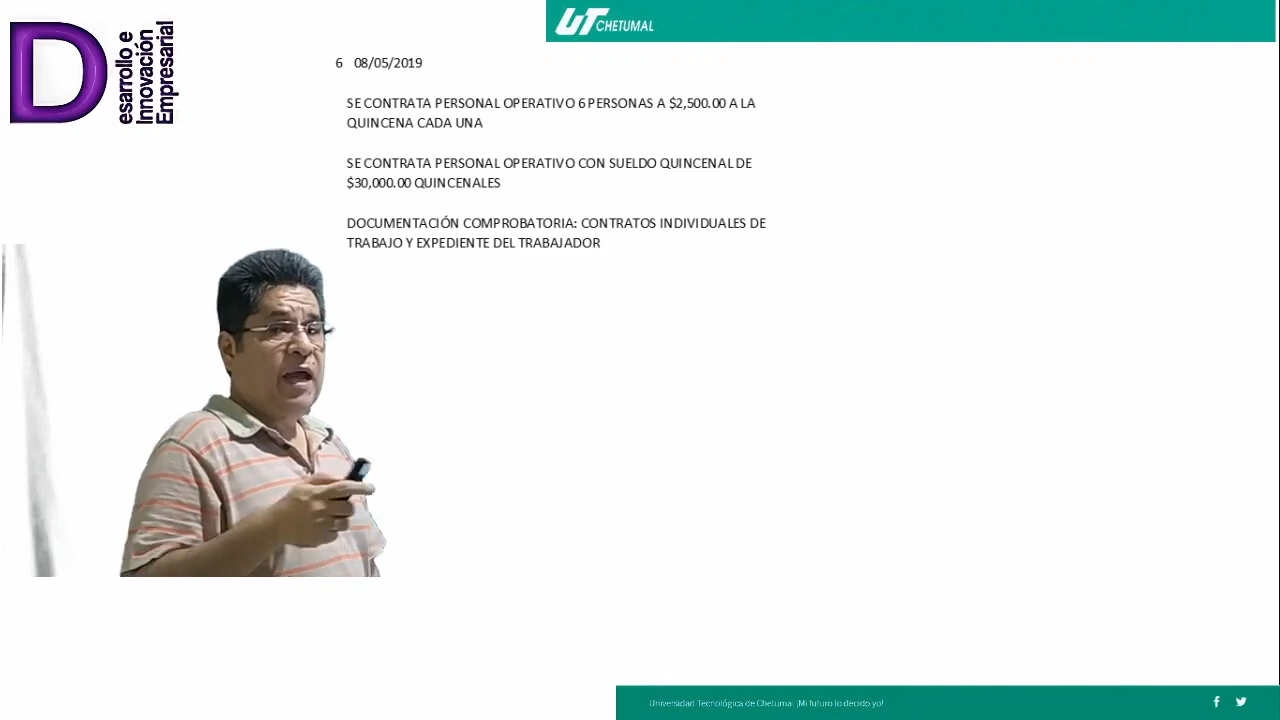 D
esarrollo e
Innovación
Empresarial
UT CHETUMAL
6 08/05/2019
SE CONTRATA PERSONAL OPERATIVO 6 PERSONAS A $2,500.00 A LA
QUINCENA CADA UNA
SE CONTRATA PERSONAL OPERATIVO CON SUELDO QUINCENAL DE
$30,000.00 QUINCENALES
DOCUMENTACIÓN COMPROBATORIA: CONTRATOS INDIVIDUALES DE
TRABAJO Y EXPEDIENTE DEL TRABAJADOR
Universidad Tecnológica de Chetumal ¡Mi futuro lo decido yo!